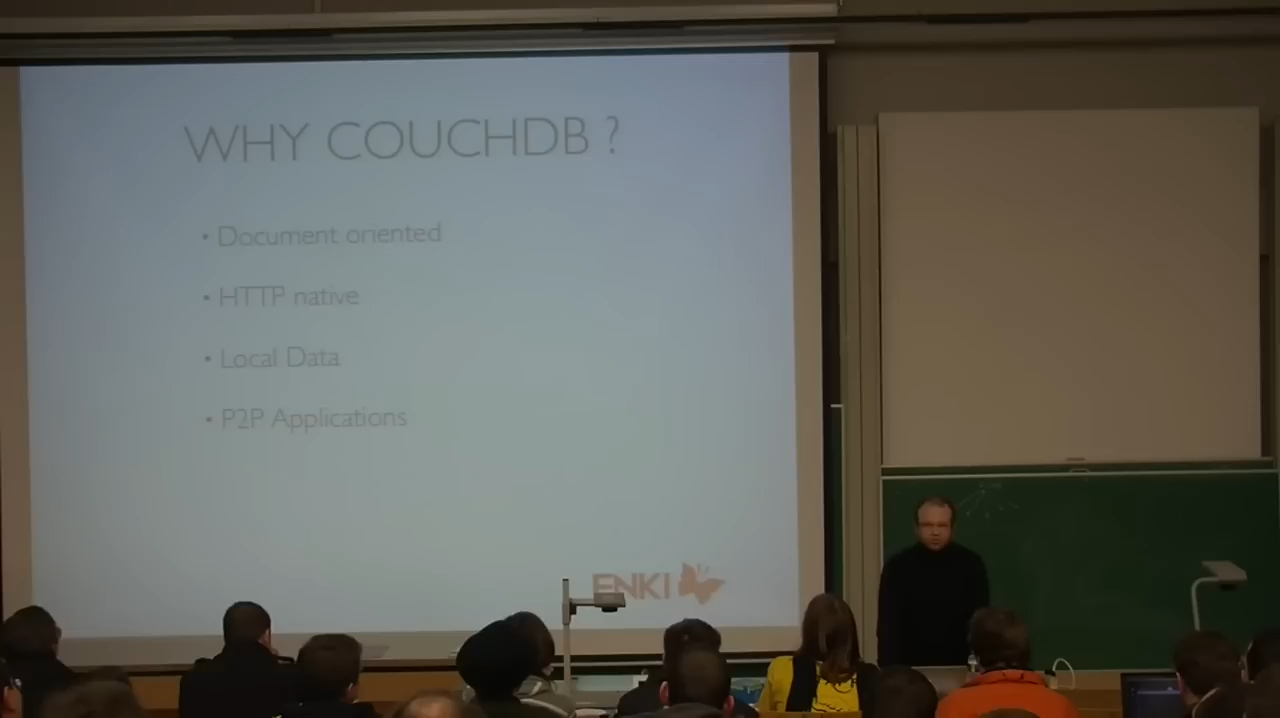 WHY COUCHDB ?
• Document oriented
• HTTP native
• Local Data
• P2P Applications
ENKI